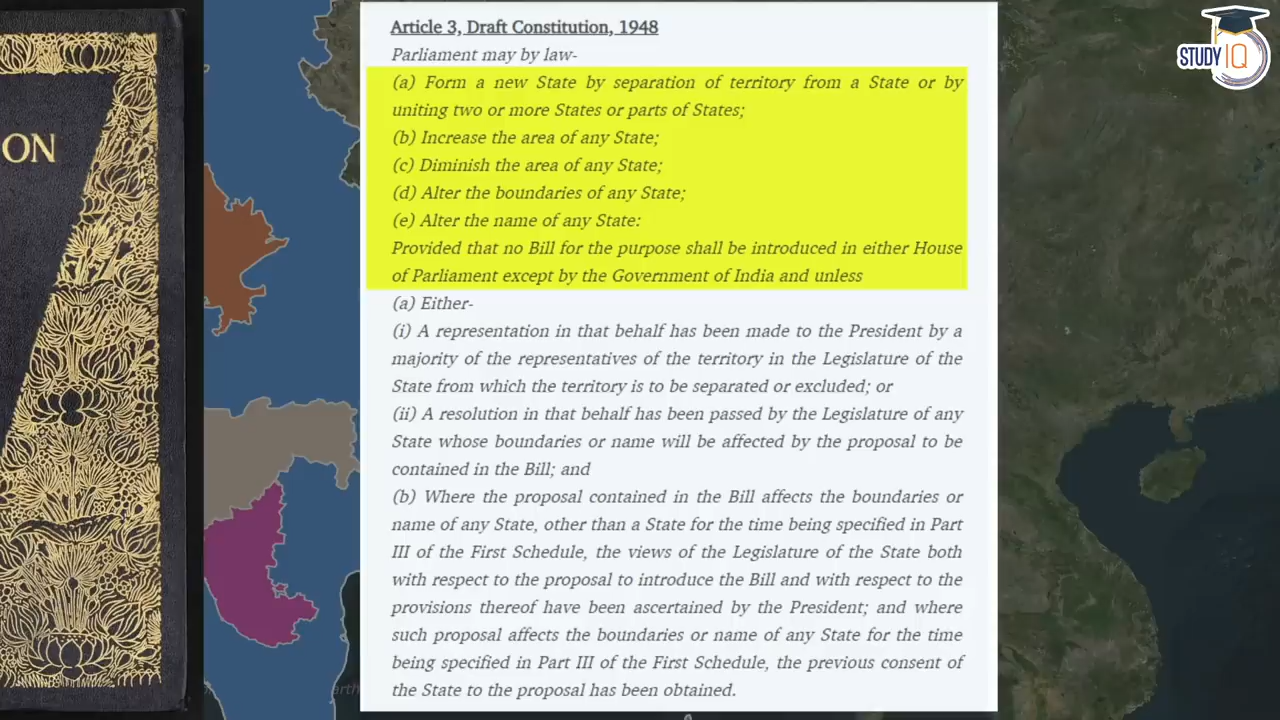 Article 3, Draft Constitution, 1948
Parliament may by law-
(a) Form a new State by separation of territory from a State or by
uniting two or more States or parts of States;
(b) Increase the area of any State;
(c) Diminish the area of any State;
(d) Alter the boundaries of any State;
(e) Alter the name of any State:
Provided that no Bill for the purpose shall be introduced in either House
of Parliament except by the Government of India and unless
(a) Either-
(i) A representation in that behalf has been made to the President by a
majority of the representatives of the territory in the Legislature of the
State from which the territory is to be separated or excluded; or
(ii) A resolution in that behalf has been passed by the Legislature of any
State whose boundaries or name will be affected by the proposal to be
contained in the Bill; and
(b) Where the proposal contained in the Bill affects the boundaries or
name of any State, other than a State for the time being specified in Part
III of the First Schedule, the views of the Legislature of the State both
with respect to the proposal to introduce the Bill and with respect to the
provisions thereof have been ascertained by the President; and where
such proposal affects the boundaries or name of any State for the time
being specified in Part III of the First Schedule, the previous consent of
the State to the proposal has been obtained.
ON
STUDY IQ